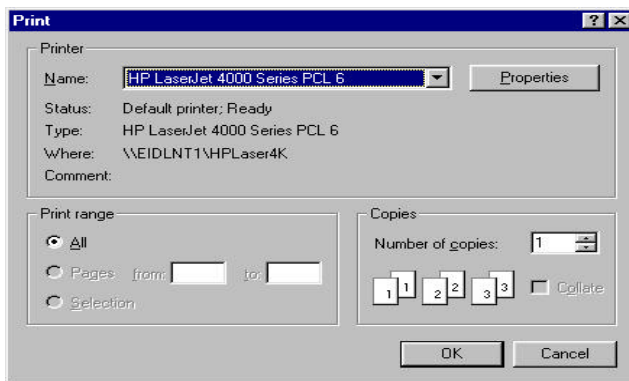 Print
Printer
Name: HP LaserJet 4000 Series PCL 6 Properties
Status: Default printer; Ready
Type: HP LaserJet 4000 Series PCL 6
Where: \\EIDLNT1\HPLaser4K
Comment:
Print range
All
Pages from: to:
Selection
Copies
Number of copies: 1
1 1 2 2 3 3 Collate
OK Cancel